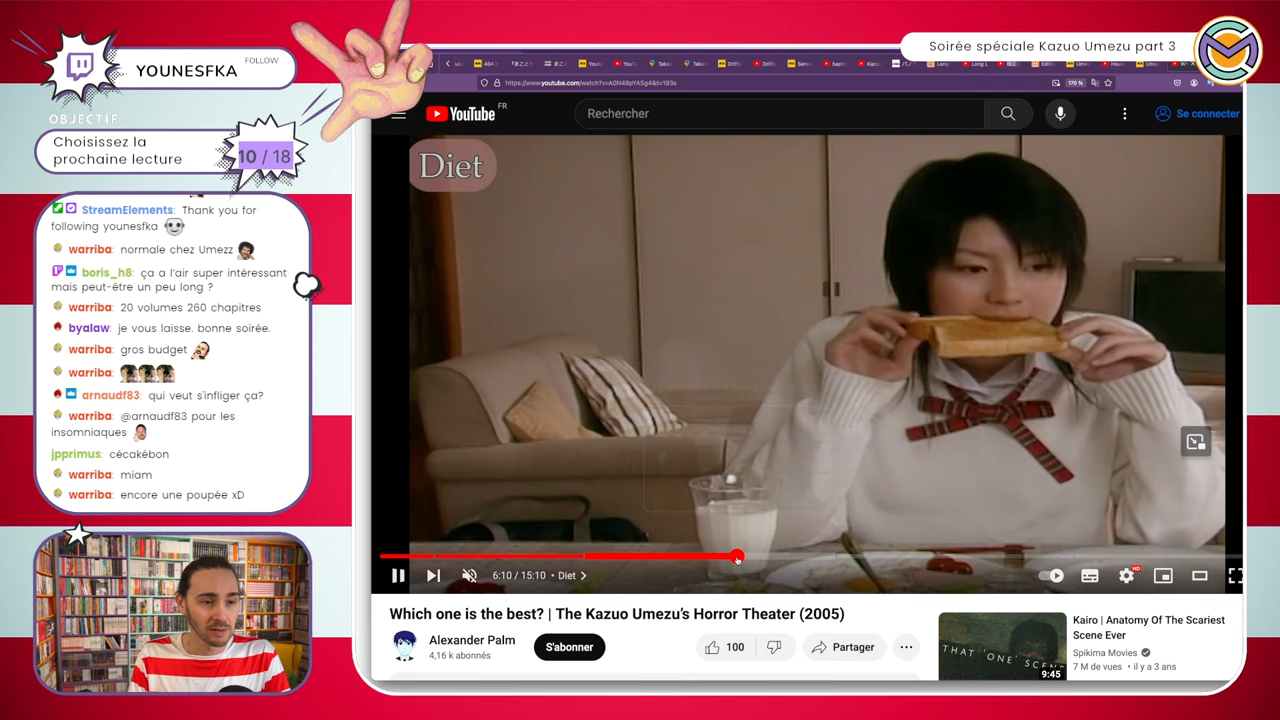 YOUNESFKA
FOLLOW
OBJECTIF
Choisissez la
prochaine lecture
10 / 18
StreamElements: Thank you for
following younesfka
warriba: normale chez Umezz
boris_h8: ça a l'air super intéressant
mais peut-être un peu long ?
warriba: 20 volumes 260 chapitres
byalaw: je vous laisse. bonne soirée.
warriba: gros budget
warriba:
arnaudf83: qui veut s'infliger ça?
warriba: @arnaudf83 pour les
insomniaques
jpprimus: cécakébon
warriba: miam
warriba: encore une poupée xD
Soirée spéciale Kazuo Umezu part 3
170 %
YouTube FR
Rechercher
Se connecter
Diet
6:10 / 15:10 • Diet
HD
Which one is the best? | The Kazuo Umezu's Horror Theater (2005)
Alexander Palm
4,16 k abonnés
S'abonner
100
Partager
THAT 'ONE' SCENE
9:45
Kairo | Anatomy Of The Scariest
Scene Ever
Spikima Movies
7 M de vues • il y a 3 ans